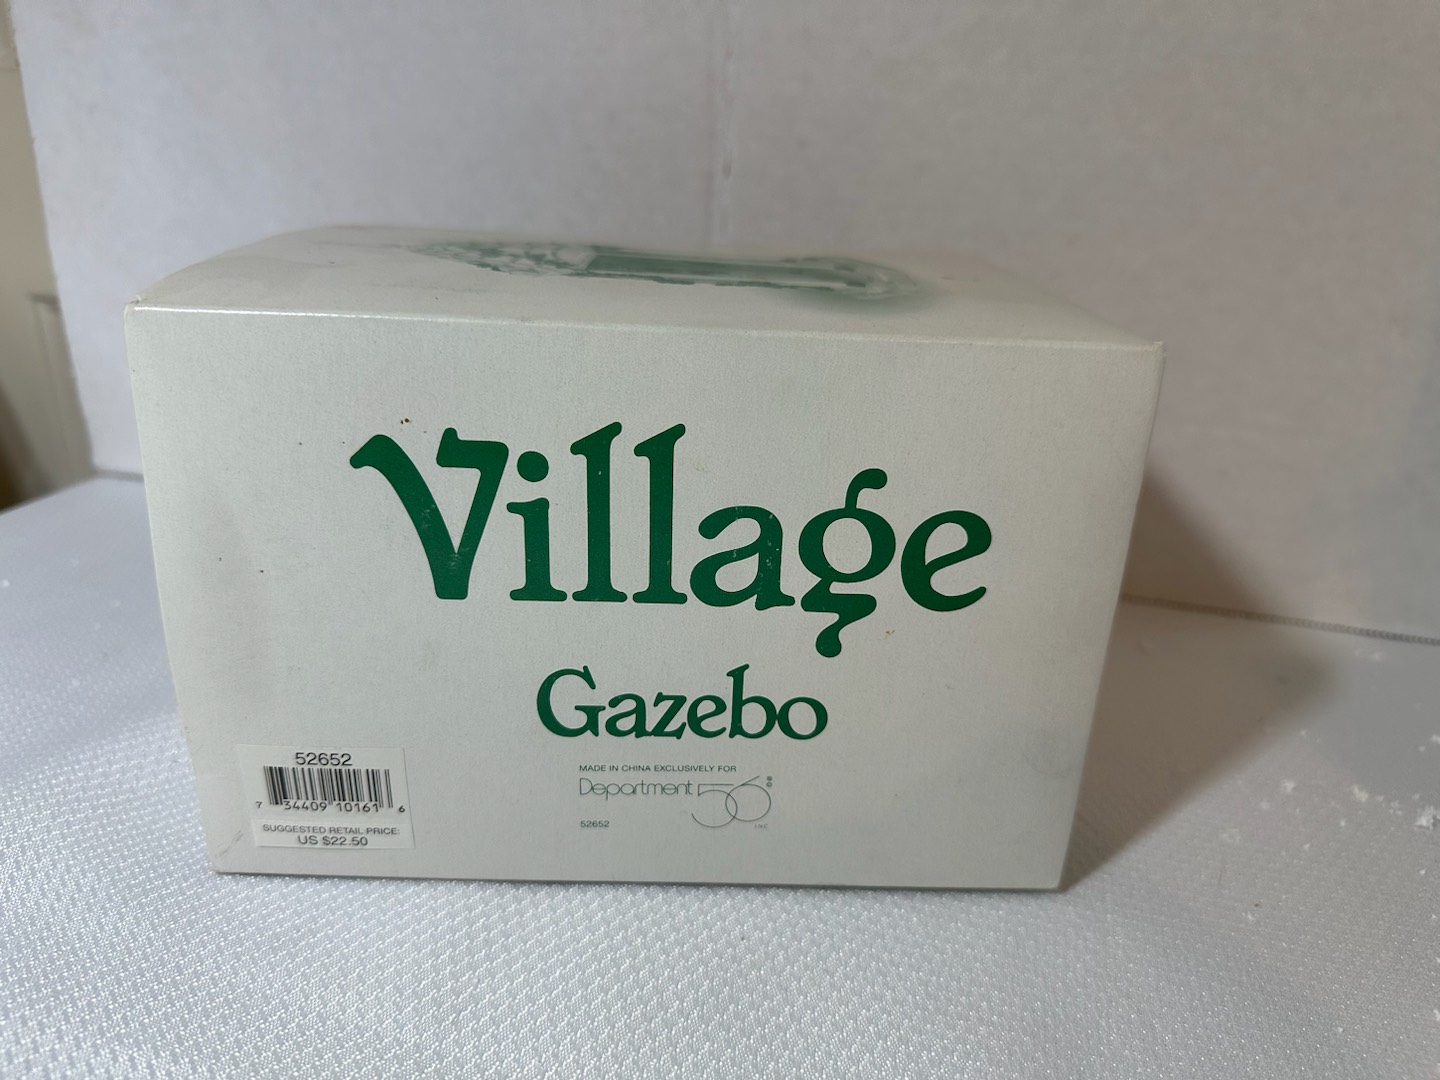 Village
Gazebo
52652
7 34409 10161 6
SUGGESTED RETAIL PRICE:
US $22.50
MADE IN CHINA EXCLUSIVELY FOR
Department 56®
INC
52652